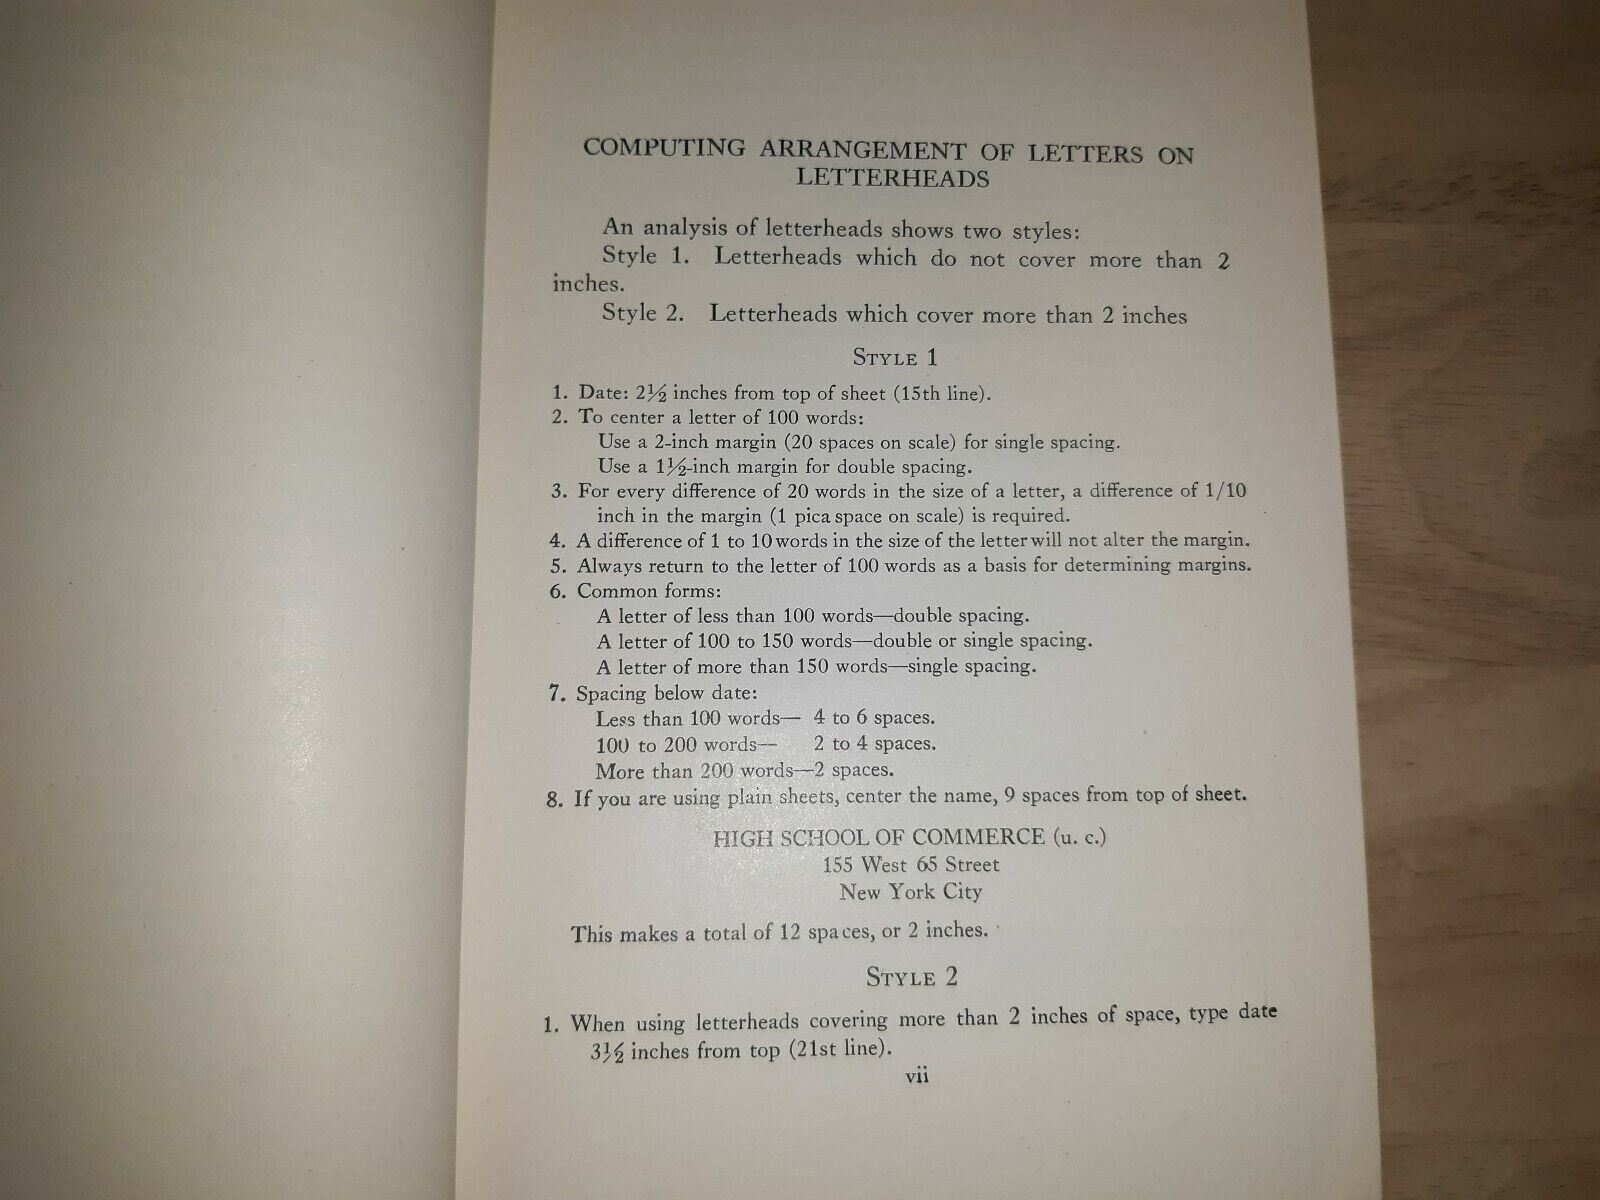 COMPUTING ARRANGEMENT OF LETTERS ON
LETTERHEADS
An analysis of letterheads shows two styles:
Style 1. Letterheads which do not cover more than 2
inches.
Style 2. Letterheads which cover more than 2 inches
STYLE 1
1. Date: 2½ inches from top of sheet (15th line).
2. To center a letter of 100 words:
Use a 2-inch margin (20 spaces on scale) for single spacing.
Use a 1½-inch margin for double spacing.
3. For every difference of 20 words in the size of a letter, a difference of 1/10
inch in the margin (1 pica space on scale) is required.
4. A difference of 1 to 10 words in the size of the letter will not alter the margin.
5. Always return to the letter of 100 words as a basis for determining margins.
6. Common forms:
A letter of less than 100 words—double spacing.
A letter of 100 to 150 words—double or single spacing.
A letter of more than 150 words—single spacing.
7. Spacing below date:
Less than 100 words— 4 to 6 spaces.
100 to 200 words— 2 to 4 spaces.
More than 200 words—2 spaces.
8. If you are using plain sheets, center the name, 9 spaces from top of sheet.
HIGH SCHOOL OF COMMERCE (u. c.)
155 West 65 Street
New York City
This makes a total of 12 spaces, or 2 inches.
STYLE 2
1. When using letterheads covering more than 2 inches of space, type date
3½ inches from top (21st line).
vii